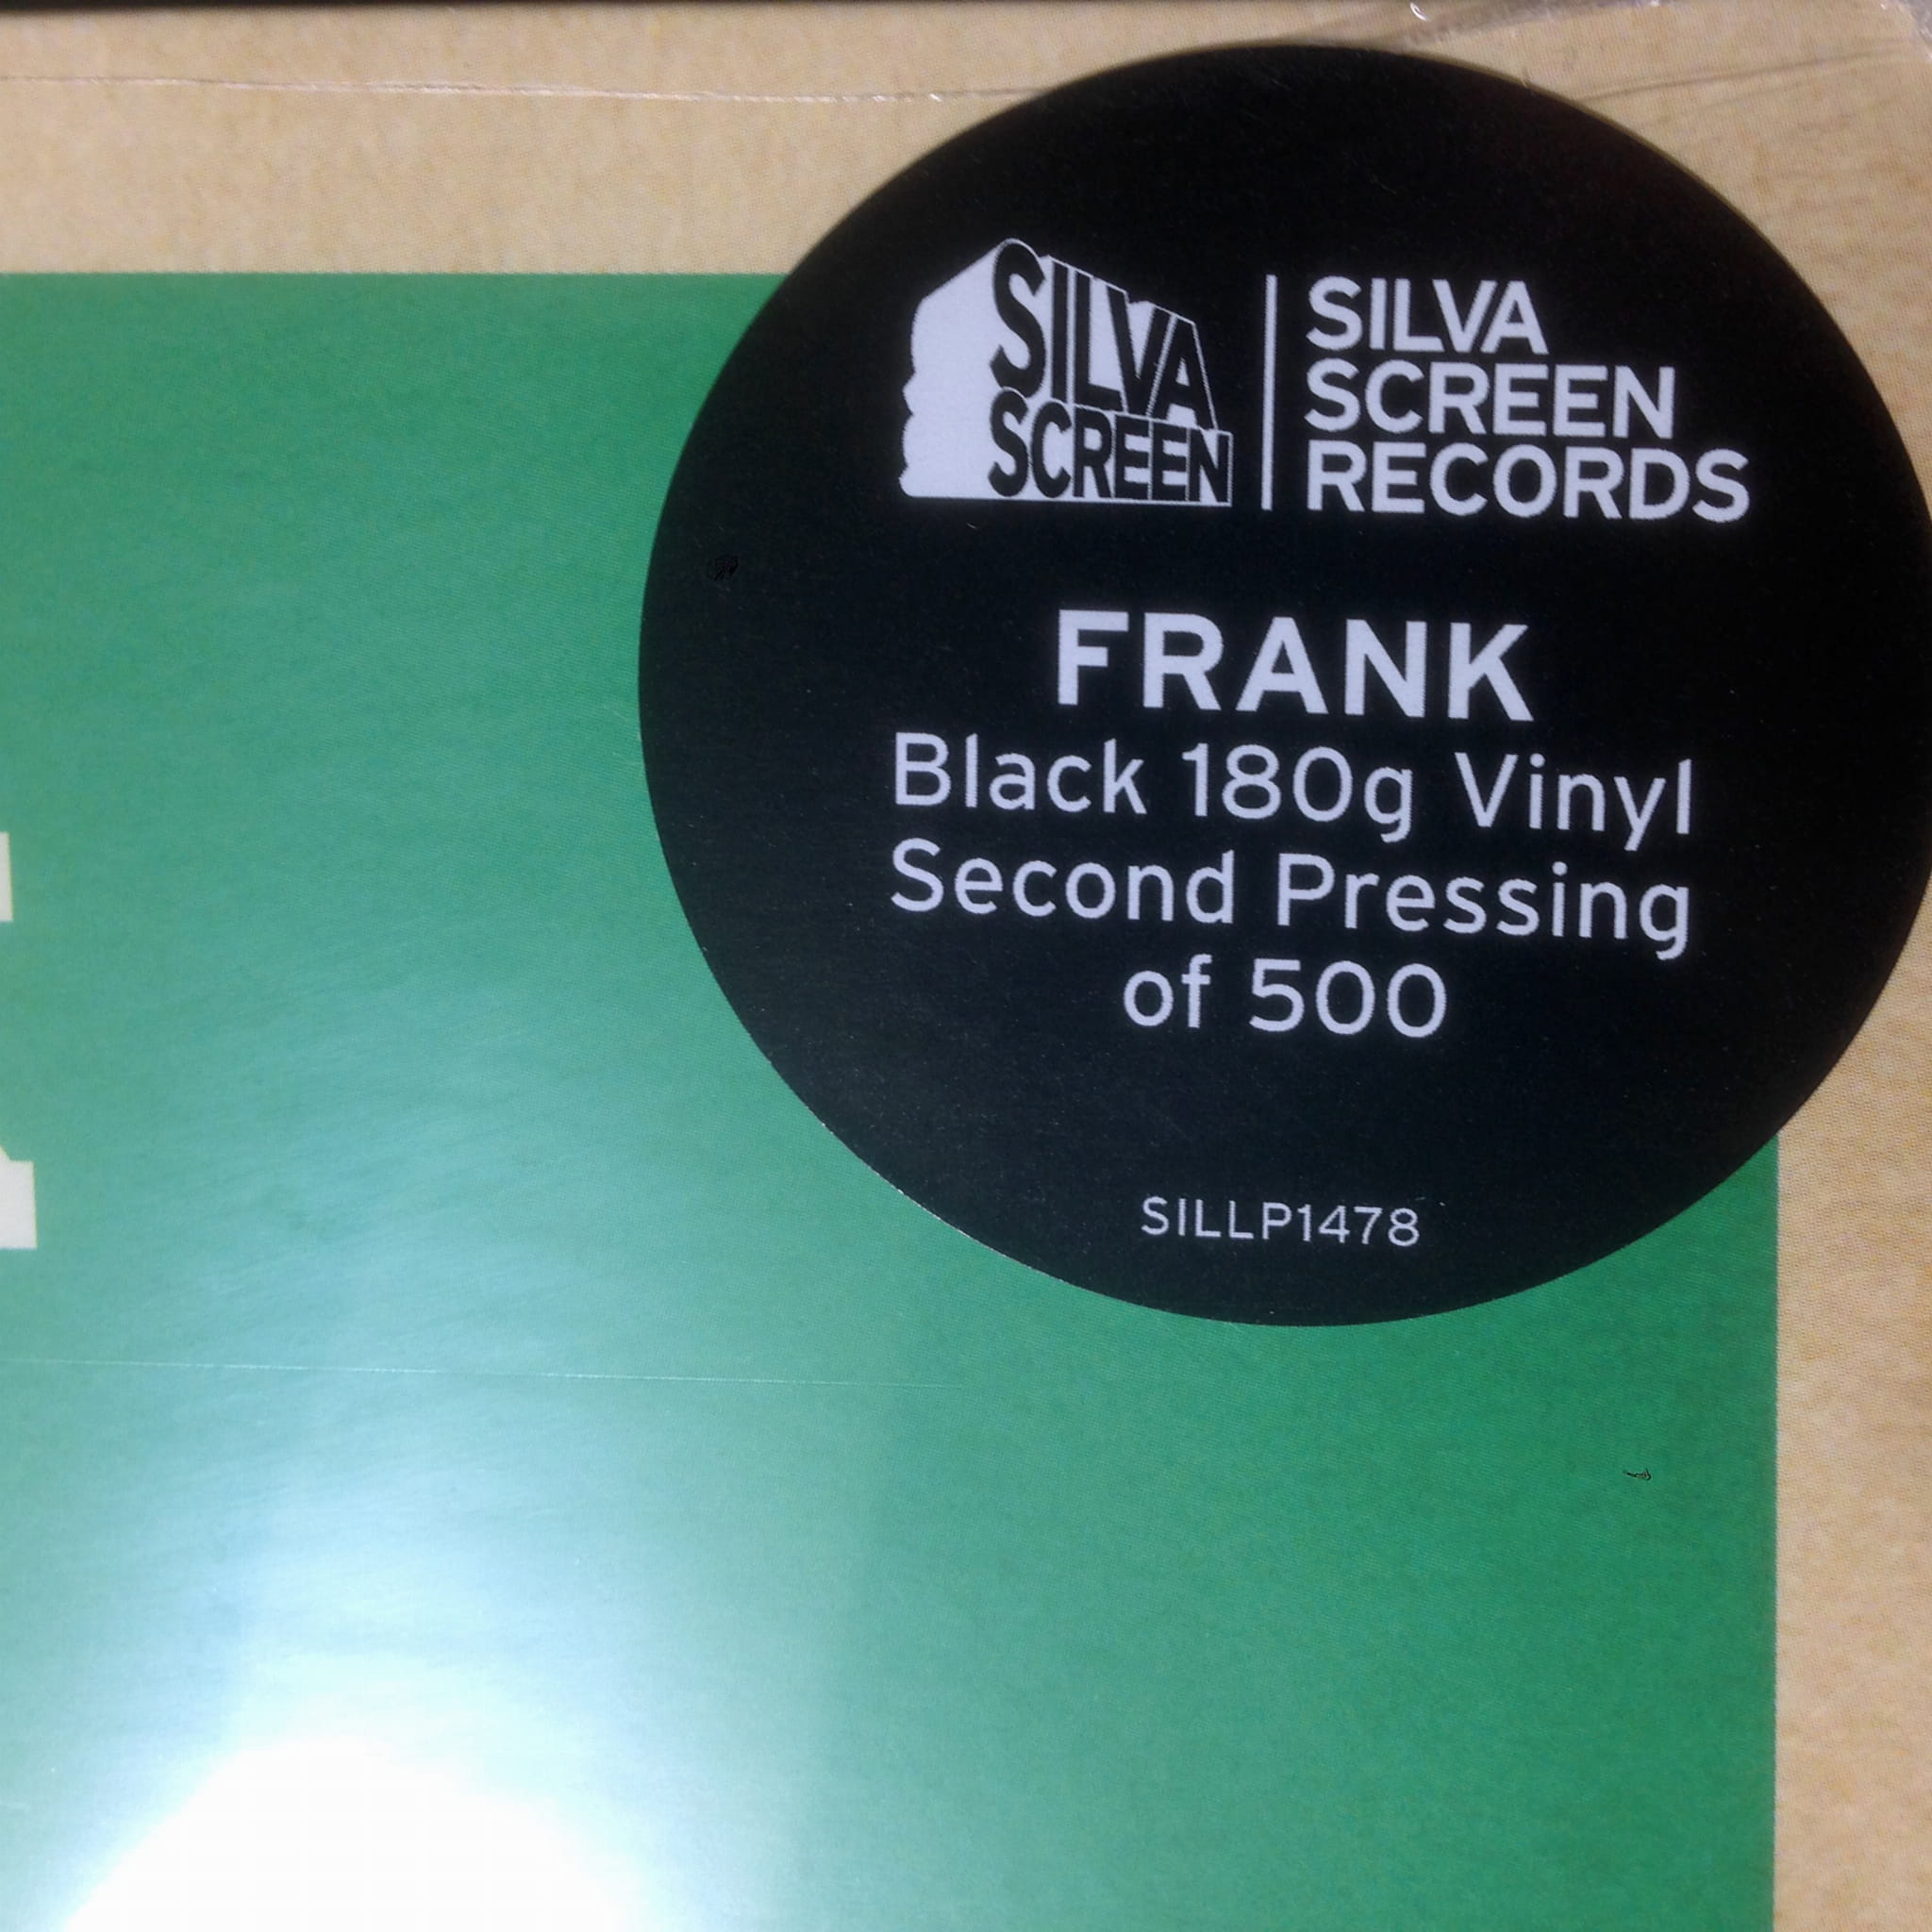 SILVA
SCREEN
SILVA
SCREEN
RECORDS
FRANK
Black 180g Vinyl
Second Pressing
of 500
SILLP1478